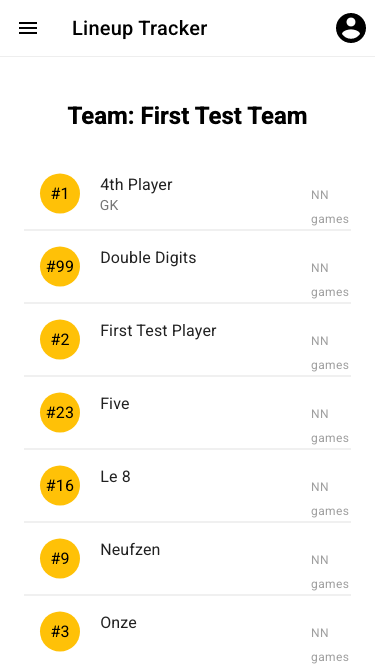 Lineup Tracker
Team: First Test Team
#1
4th Player
GK
NN
games
#99
Double Digits
NN
games
#2
First Test Player
NN
games
#23
Five
NN
games
#16
Le 8
NN
games
#9
Neufzen
NN
games
#3
Onze
NN
games